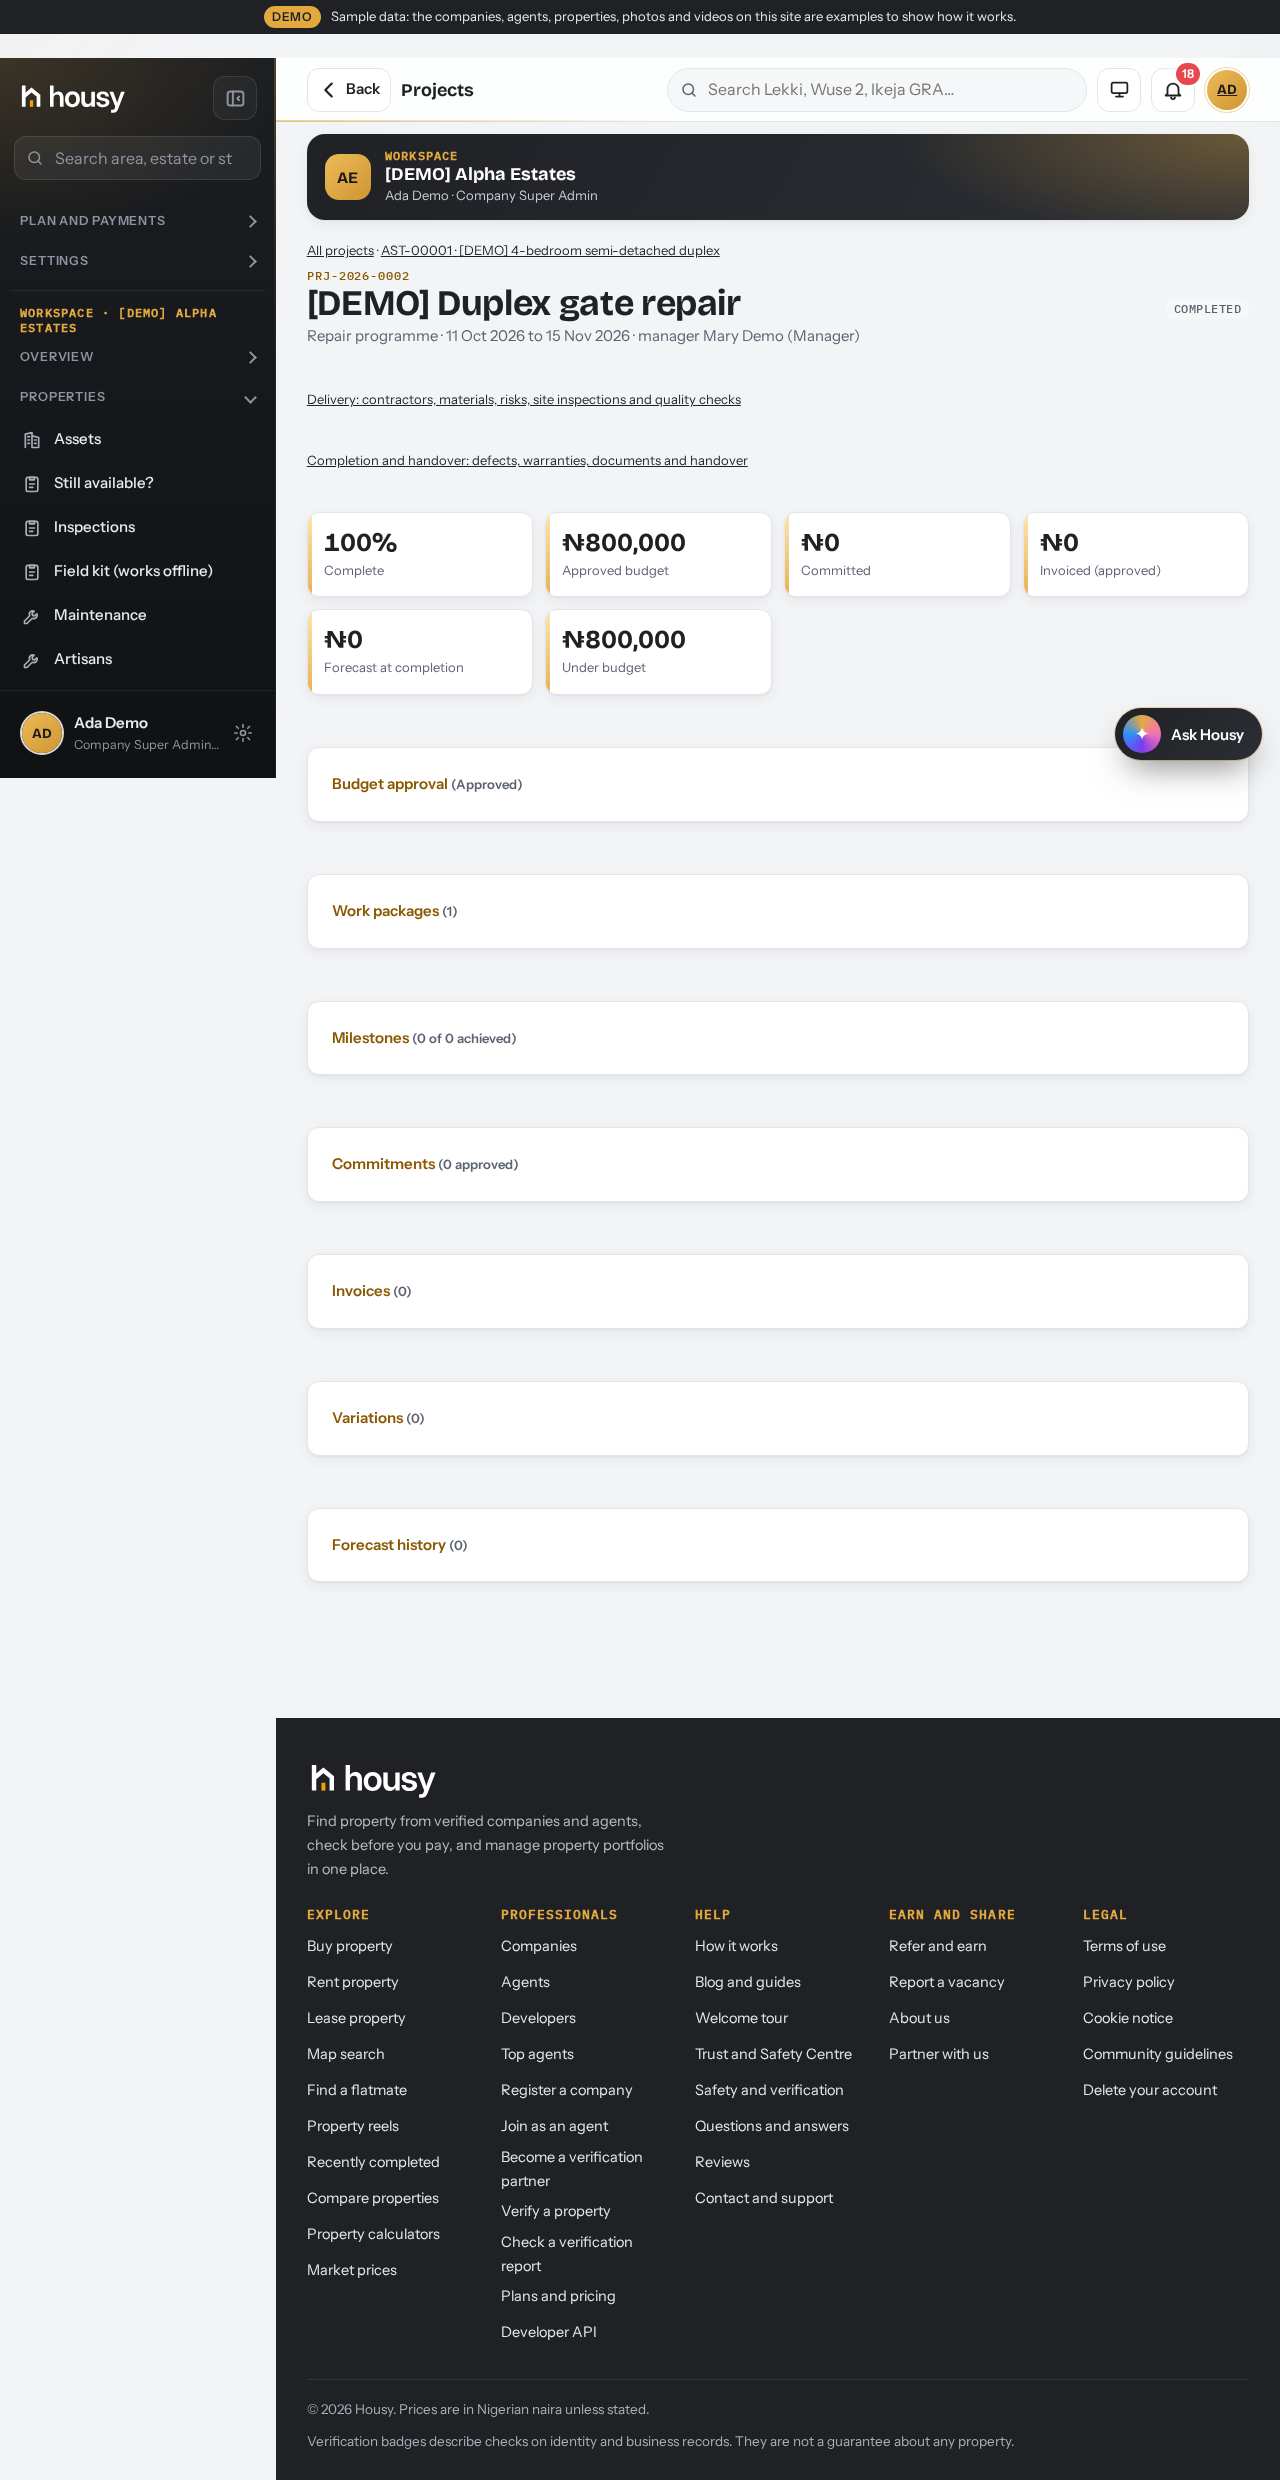 DEMO Sample data: the companies, agents, properties, photos and videos on this site are examples to show how it works.
housy
Search area, estate or st
PLAN AND PAYMENTS
SETTINGS
WORKSPACE · [DEMO] ALPHA
ESTATES
OVERVIEW
PROPERTIES
Assets
Still available?
Inspections
Field kit (works offline)
Maintenance
Artisans
AD
Ada Demo
Company Super Admin...
Back
Projects
Search Lekki, Wuse 2, Ikeja GRA...
18
AD
AE
WORKSPACE
[DEMO] Alpha Estates
Ada Demo · Company Super Admin
All projects · AST-00001 · [DEMO] 4-bedroom semi-detached duplex
PRJ-2026-0002
[DEMO] Duplex gate repair
COMPLETED
Repair programme · 11 Oct 2026 to 15 Nov 2026 · manager Mary Demo (Manager)
Delivery: contractors, materials, risks, site inspections and quality checks
Completion and handover: defects, warranties, documents and handover
100%
Complete
₦800,000
Approved budget
₦0
Committed
₦0
Invoiced (approved)
₦0
Forecast at completion
₦800,000
Under budget
Ask Housy
Budget approval (Approved)
Work packages (1)
Milestones (0 of 0 achieved)
Commitments (0 approved)
Invoices (0)
Variations (0)
Forecast history (0)
housy
Find property from verified companies and agents,
check before you pay, and manage property portfolios
in one place.
EXPLORE
Buy property
Rent property
Lease property
Map search
Find a flatmate
Property reels
Recently completed
Compare properties
Property calculators
Market prices
PROFESSIONALS
Companies
Agents
Developers
Top agents
Register a company
Join as an agent
Become a verification
partner
Verify a property
Check a verification
report
Plans and pricing
Developer API
HELP
How it works
Blog and guides
Welcome tour
Trust and Safety Centre
Safety and verification
Questions and answers
Reviews
Contact and support
EARN AND SHARE
Refer and earn
Report a vacancy
About us
Partner with us
LEGAL
Terms of use
Privacy policy
Cookie notice
Community guidelines
Delete your account
© 2026 Housy. Prices are in Nigerian naira unless stated.
Verification badges describe checks on identity and business records. They are not a guarantee about any property.